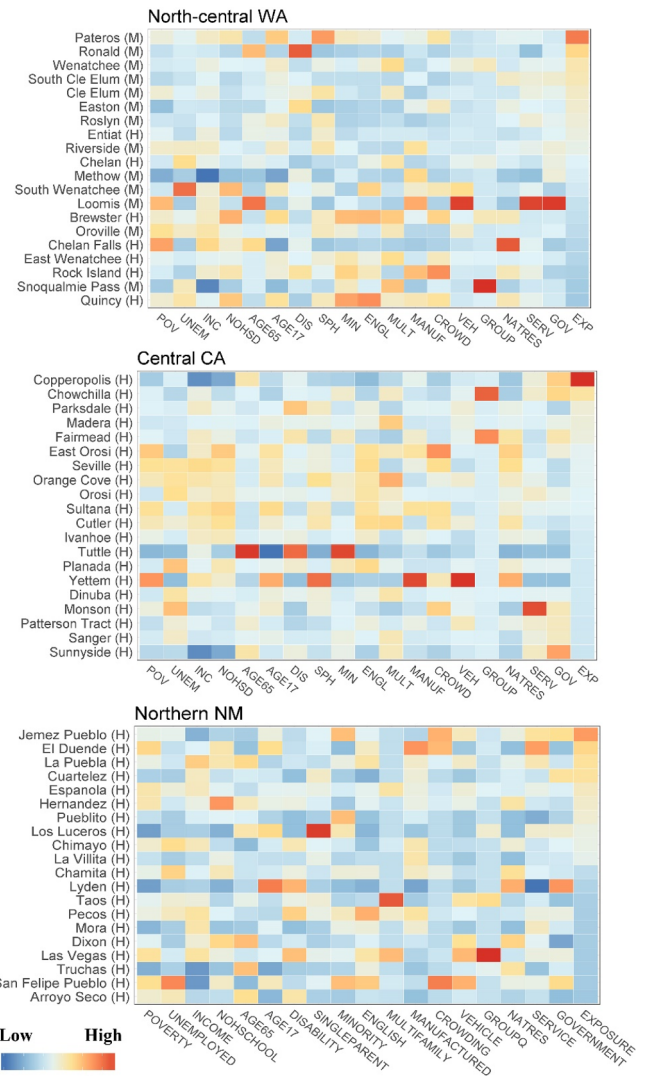 North-central WA
Pateros (M)
Ronald (M)
Wenatchee (M)
South Cle Elum (M)
Cle Elum (M)
Easton (M)
Roslyn (M)
Entiat (H)
Riverside (M)
Chelan (H)
Methow (M)
South Wenatchee (M)
Loomis (M)
Brewster (H)
Oroville (M)
Chelan Falls (H)
East Wenatchee (H)
Rock Island (H)
Snoqualmie Pass (M)
Quincy (H)
POV UNEM INC NOHSD AGE65 AGE17 DIS SPH MIN ENGL MULT MANUF CROWD VEH GROUP NATRES SERV GOV EXP
Central CA
Copperopolis (H)
Chowchilla (H)
Parksdale (H)
Madera (H)
Fairmead (H)
East Orosi (H)
Seville (H)
Orange Cove (H)
Orosi (H)
Sultana (H)
Cutler (H)
Ivanhoe (H)
Tuttle (H)
Planada (H)
Yettem (H)
Dinuba (H)
Monson (H)
Patterson Tract (H)
Sanger (H)
Sunnyside (H)
POV UNEM INC NOHSD AGE65 AGE17 DIS SPH MIN ENGL MULT MANUF CROWD VEH GROUP NATRES SERV GOV EXP
Northern NM
Jemez Pueblo (H)
El Duende (H)
La Puebla (H)
Cuartelez (H)
Espanola (H)
Hernandez (H)
Pueblito (H)
Los Luceros (H)
Chimayo (H)
La Villita (H)
Chamita (H)
Lyden (H)
Taos (H)
Pecos (H)
Mora (H)
Dixon (H)
Las Vegas (H)
Truchas (H)
San Felipe Pueblo (H)
Arroyo Seco (H)
POVERTY UNEMPLOYED INCOME NOHSCHOOL AGE65 AGE17 DISABILITY SINGLEPARENT MINORITY ENGLISH MULTIFAMILY MANUFACTURED CROWDING VEHICLE GROUPQ NATRES SERVICE GOVERNMENT EXPOSURE
Low High